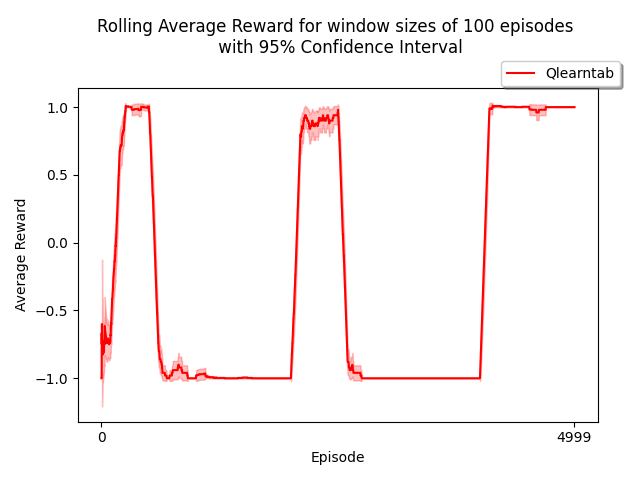 Rolling Average Reward for window sizes of 100 episodes
with 95% Confidence Interval
Qlearntab
1.0
0.5
0.0
−0.5
−1.0
Average Reward
0
4999
Episode